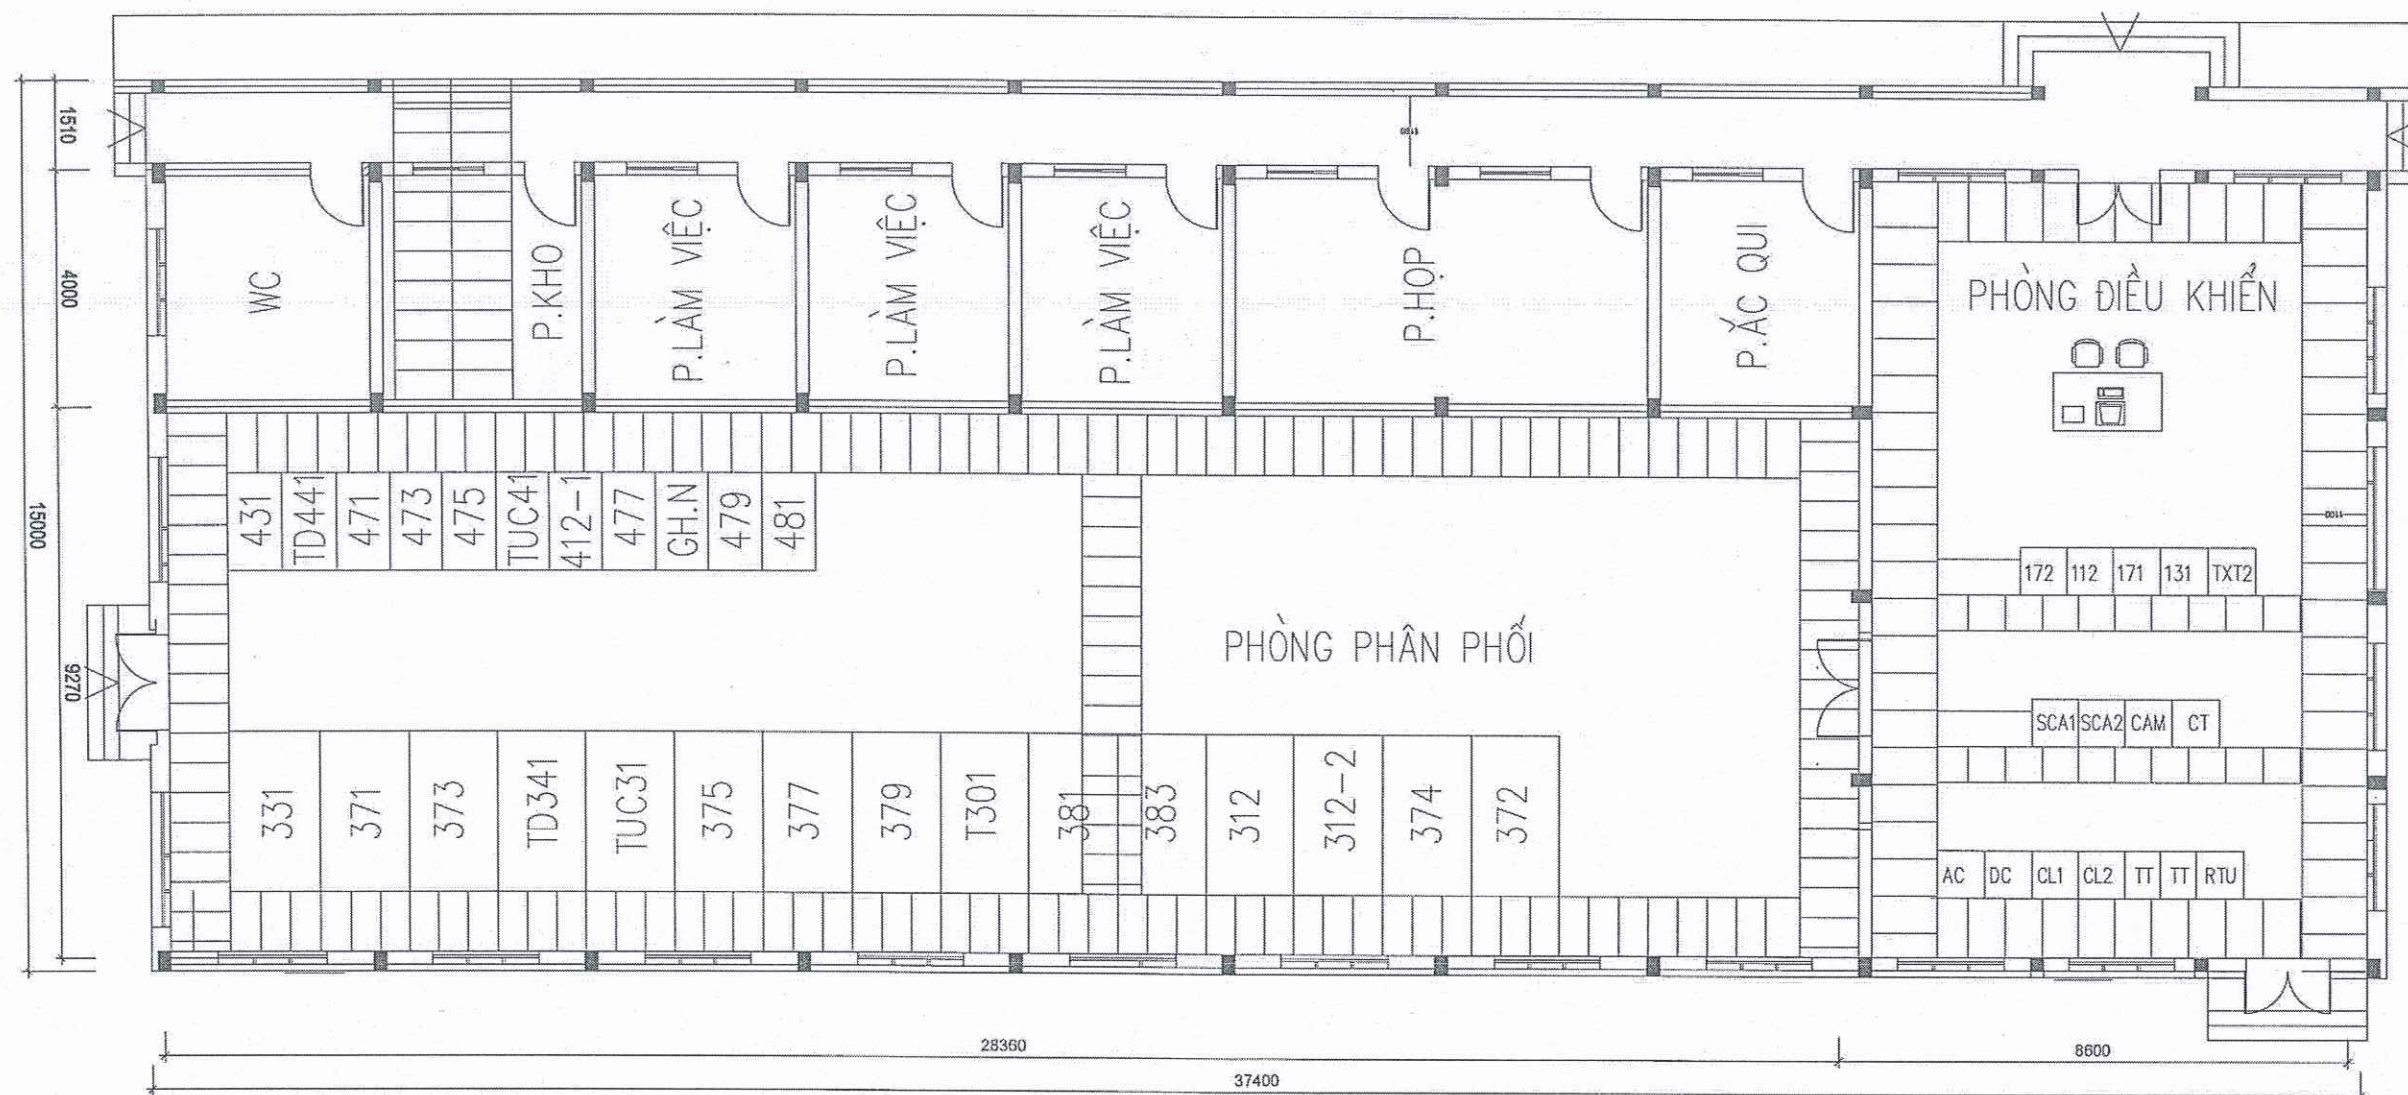 1510
1100
WC
P.KHO
P.LÀM VIỆC
P.LÀM VIỆC
P.LÀM VIỆC
P.HỌP
P.ẮC QUI
PHÒNG ĐIỀU KHIỂN
4000
15000
431 TD441 471 473 475 TUC41 412-1 477 GH.N 479 481
1100
172 112 171 131 TXT2
PHÒNG PHÂN PHỐI
9270
SCA1 SCA2 CAM CT
331 371 373 TD341 TUC31 375 377 379 T301 381 383 312 312-2 374 372
AC DC CL1 CL2 TT TT RTU
28360 8600
37400